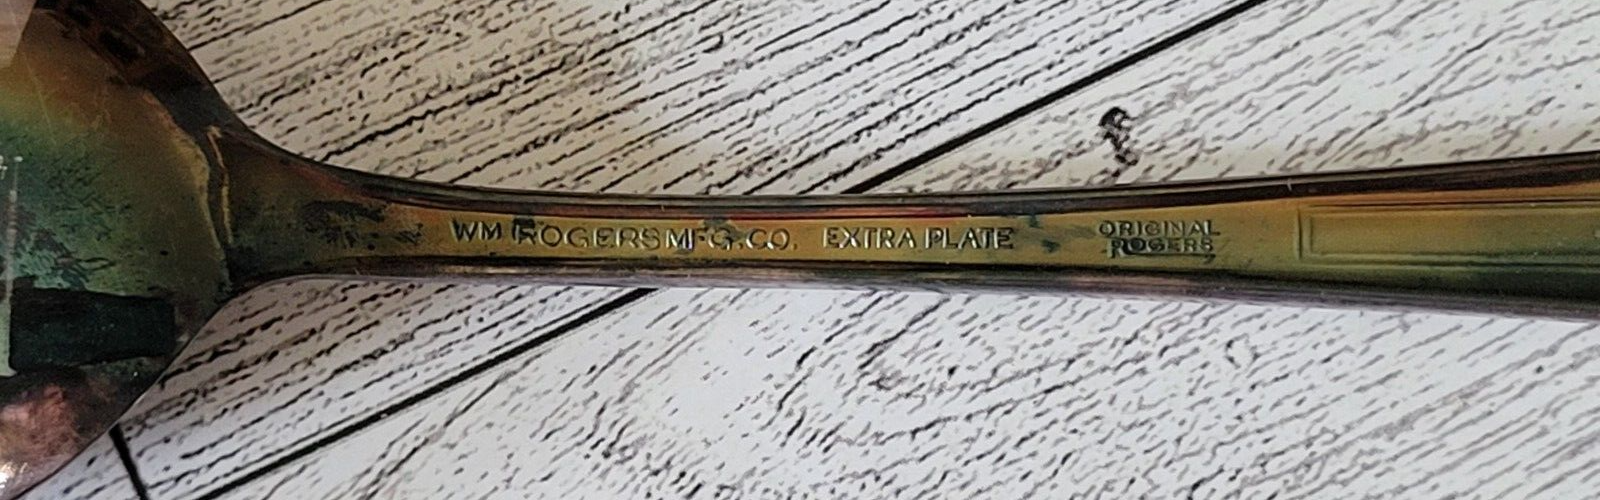 WM ROGERS MFG. CO. EXTRA PLATE
ORIGINAL
ROGERS